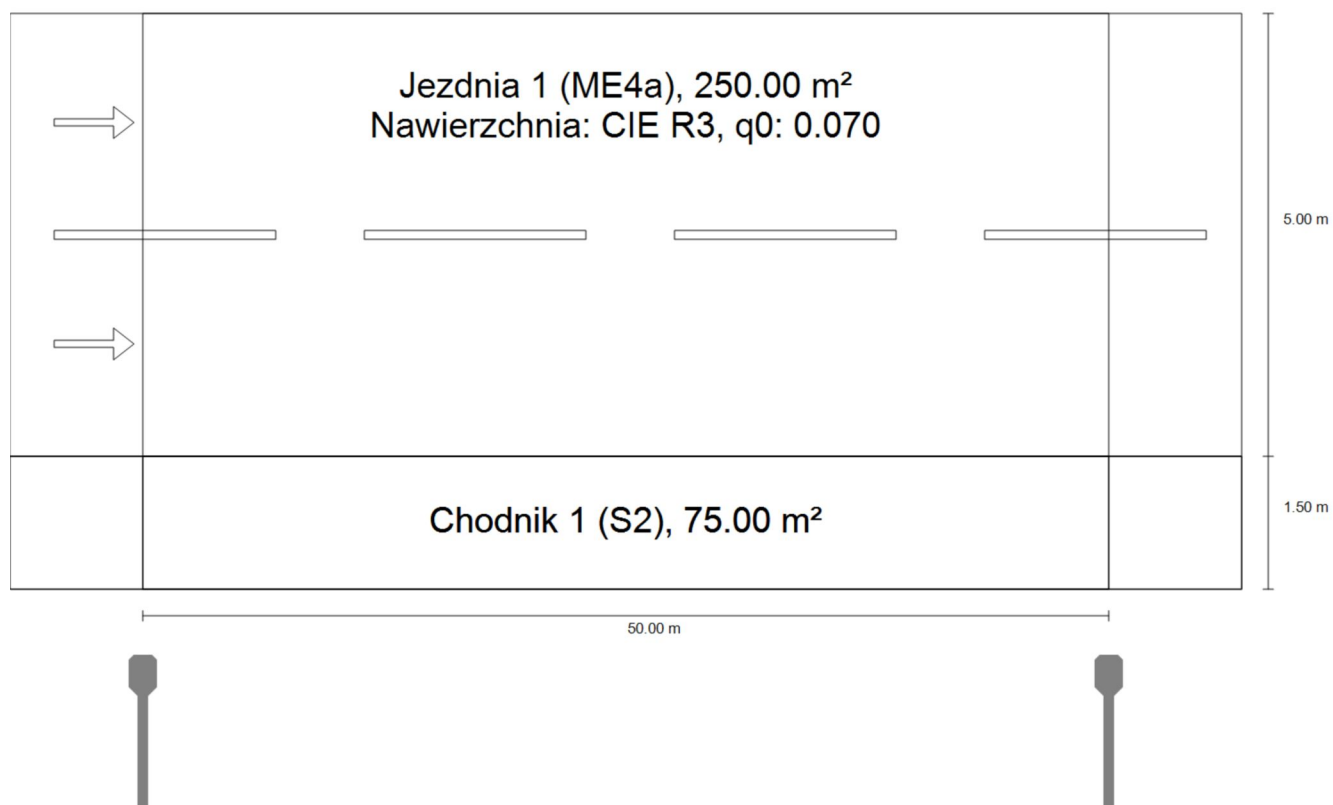 Jezdnia 1 (ME4a), 250.00 m²
Nawierzchnia: CIE R3, q0: 0.070
5.00 m
Chodnik 1 (S2), 75.00 m²
1.50 m
50.00 m